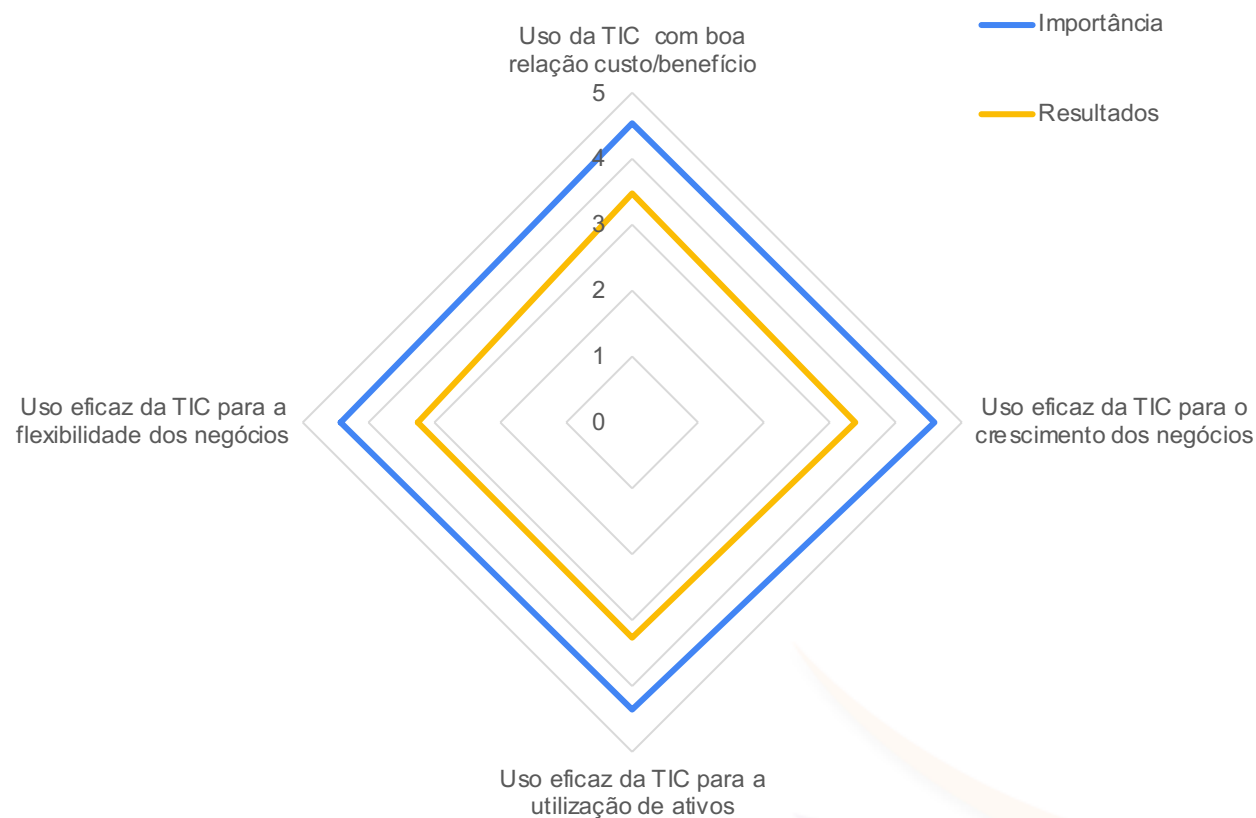 Importância
Uso da TIC  com boa
relação custo/benefício
5
Resultados
4
3
2
1
0
Uso eficaz da TIC para a
flexibilidade dos negócios
Uso eficaz da TIC para o
crescimento dos negócios
Uso eficaz da TIC para a
utilização de ativos